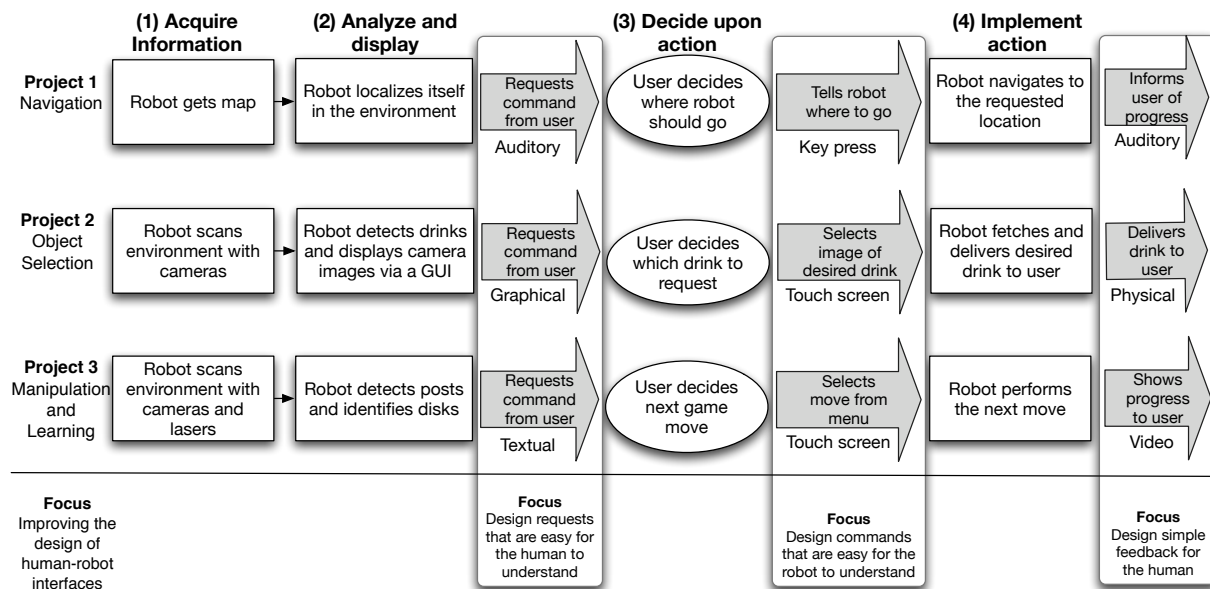 (1) Acquire
Information
(2) Analyze and
display
(3) Decide upon
action
(4) Implement
action
Project 1
Navigation
Robot gets map
Robot localizes itself
in the environment
Requests
command
from user
Auditory
User decides
where robot
should go
Tells robot
where to go
Key press
Robot navigates to
the requested
location
Informs
user of
progress
Auditory
Project 2
Object
Selection
Robot scans
environment with
cameras
Robot detects drinks
and displays camera
images via a GUI
Requests
command
from user
Graphical
User decides
which drink to
request
Selects
image of
desired drink
Touch screen
Robot fetches and
delivers desired
drink to user
Delivers
drink to
user
Physical
Project 3
Manipulation
and
Learning
Robot scans
environment with
cameras and
lasers
Robot detects posts
and identifies disks
Requests
command
from user
Textual
User decides
next game
move
Selects
move from
menu
Touch screen
Robot performs
the next move
Shows
progress
to user
Video
Focus
Improving the
design of
human-robot
interfaces
Focus
Design requests
that are easy for
the human to
understand
Focus
Design commands
that are easy for the
robot to understand
Focus
Design simple
feedback for
the human